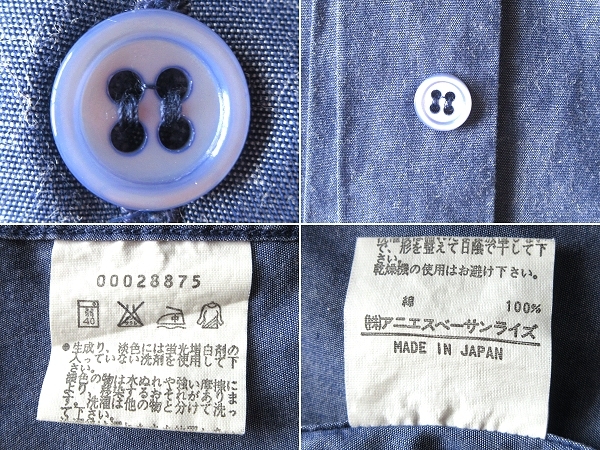 00028875
40
中
●生成り、淡色には蛍光増白剤の
入っていない洗剤を使用して下
さい。
濃色の物は水ぬれや強い摩擦に
より、移染するおそれがありま
す。洗濯は他の物と分けて洗っ
て下さい。
で、形を整えて日陰で干して下
さい。
乾燥機の使用はお避け下さい。
綿 100%
㈱アニエスベーサンライズ
MADE IN JAPAN